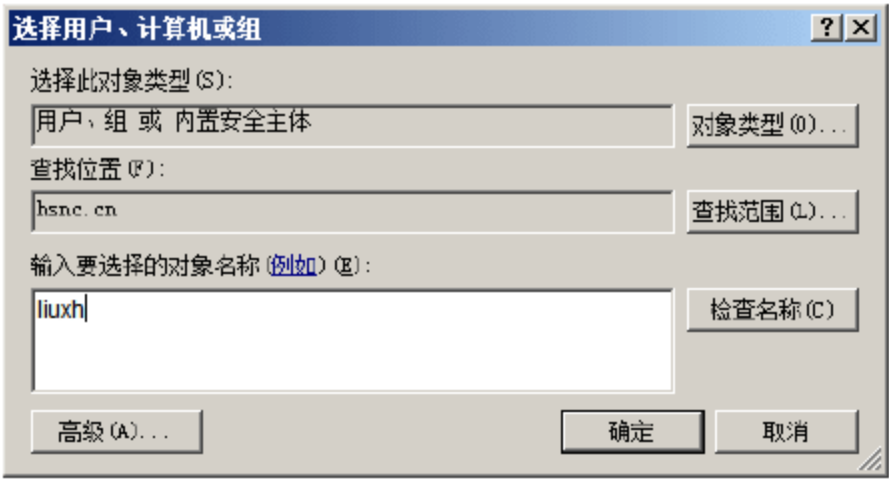 选择用户、计算机或组
选择此对象类型(S):
用户、组 或 内置安全主体
对象类型(O)...
查找位置(F):
hsnc.cn
查找范围(L)...
输入要选择的对象名称(例如)(E):
liuxh
检查名称(C)
高级(A)...
确定
取消